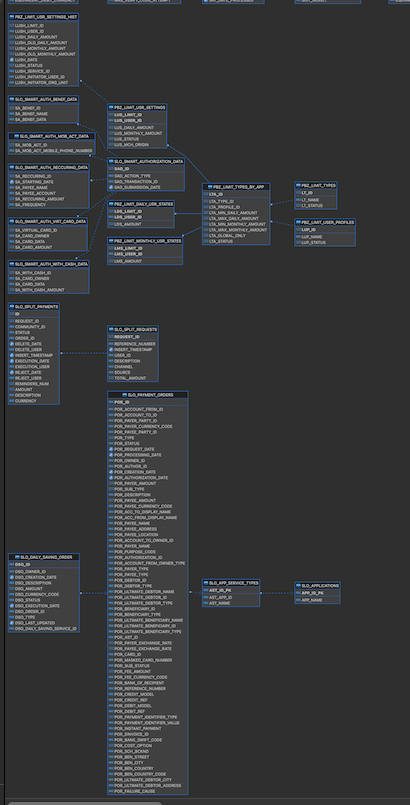 PBZ_LIMIT_USR_SETTINGS_HIST
LUSH_LIMIT_ID
LUSH_USER_ID
LUSH_DAILY_AMOUNT
LUSH_OLD_DAILY_AMOUNT
LUSH_MONTHLY_AMOUNT
LUSH_OLD_MONTHLY_AMOUNT
LUSH_DATE
LUSH_STATUS
LUSH_SERVICE_ID
LUSH_INITIATOR_USER_ID
LUSH_INITIATOR_ORG_UNIT
SLO_SMART_AUTH_BENEF_DATA
SA_BENEF_ID
SA_BENEF_NAME
SA_BENEF_DATA
SLO_SMART_AUTH_MOB_ACT_DATA
SA_MOB_ACT_ID
SA_MOB_ACT_MOBILE_PHONE_NUMBER
SLO_SMART_AUTH_RECCURING_DATA
SA_RECCURING_ID
SA_STARTING_DATE
SA_PAYEE_NAME
SA_PAYEE_ACCOUNT
SA_RECCURING_AMOUNT
SA_FREQUENCY
SLO_SMART_AUTH_VIRT_CARD_DATA
SA_VIRTUAL_CARD_ID
SA_CARD_OWNER
SA_CARD_DATA
SA_CARD_AMOUNT
SLO_SMART_AUTH_WITH_CASH_DATA
SA_WITH_CASH_ID
SA_CARD_OWNER
SA_CARD_DATA
SA_WITH_CASH_AMOUNT
PBZ_LIMIT_USR_SETTINGS
LUS_LIMIT_ID
LUS_USER_ID
LUS_DAILY_AMOUNT
LUS_MONTHLY_AMOUNT
LUS_STATUS
LUS_MCH_ORIGIN
SLO_SMART_AUTHORIZATION_DATA
SAD_ID
SAD_ACTION_TYPE
SAD_TRANSACTION_ID
SAD_SUBMISSION_DATE
PBZ_LIMIT_DAILY_USR_STATES
LDS_LIMIT_ID
LDS_USER_ID
LDS_AMOUNT
PBZ_LIMIT_MONTHLY_USR_STATES
LMS_LIMIT_ID
LMS_USER_ID
LMS_AMOUNT
PBZ_LIMIT_TYPES_BY_APP
LTA_ID
LTA_TYPE_ID
LTA_PROFILE_ID
LTA_MIN_DAILY_AMOUNT
LTA_MAX_DAILY_AMOUNT
LTA_MIN_MONTHLY_AMOUNT
LTA_MAX_MONTHLY_AMOUNT
LTA_GLOBAL_ONLY
LTA_STATUS
PBZ_LIMIT_TYPES
LT_ID
LT_NAME
LT_STATUS
PBZ_LIMIT_USER_PROFILES
LUP_ID
LUP_NAME
LUP_STATUS
SLO_SPLIT_PAYMENTS
ID
REQUEST_ID
COMMUNITY_ID
STATUS
ORDER_ID
DELETE_DATE
DELETE_USER
INSERT_TIMESTAMP
EXECUTION_DATE
EXECUTION_USER
REJECT_DATE
REJECT_USER
REMINDERS_NUM
AMOUNT
DESCRIPTION
CURRENCY
SLO_SPLIT_REQUESTS
REQUEST_ID
REFERENCE_NUMBER
INSERT_TIMESTAMP
USER_ID
DESCRIPTION
CHANNEL
SOURCE
TOTAL_AMOUNT
SLO_PAYMENT_ORDERS
POR_ID
POR_ACCOUNT_FROM_ID
POR_ACCOUNT_TO_ID
POR_PAYER_PARTY_ID
POR_PAYER_CURRENCY_CODE
POR_PAYEE_PARTY_ID
POR_TYPE
POR_STATUS
POR_REQUEST_DATE
POR_PROCESSING_DATE
POR_OWNER_ID
POR_AUTHOR_ID
POR_CREATION_DATE
POR_AUTHORIZATION_DATE
POR_PAYER_AMOUNT
POR_SUB_TYPE
POR_DESCRIPTION
POR_PAYEE_AMOUNT
POR_PAYEE_CURRENCY_CODE
POR_ACC_TO_DISPLAY_NAME
POR_ACC_FROM_DISPLAY_NAME
POR_PAYEE_NAME
POR_PAYEE_ADDRESS
POR_PAYEE_LOCATION
POR_ACCOUNT_TO_OWNER_ID
POR_PAYER_NAME
POR_PURPOSE_CODE
POR_AUTHORIZATION_ID
POR_ACCOUNT_FROM_OWNER_TYPE
POR_PAYER_TYPE
POR_PAYEE_TYPE
POR_DEBTOR_ID
POR_DEBTOR_TYPE
POR_ULTIMATE_DEBTOR_NAME
POR_ULTIMATE_DEBTOR_ID
POR_ULTIMATE_DEBTOR_TYPE
POR_BENEFICIARY_ID
POR_BENEFICIARY_TYPE
POR_ULTIMATE_BENEFICIARY_NAME
POR_ULTIMATE_BENEFICIARY_ID
POR_ULTIMATE_BENEFICIARY_TYPE
POR_AST_ID
POR_PAYER_EXCHANGE_RATE
POR_PAYEE_EXCHANGE_RATE
POR_CARD_ID
POR_MASKED_CARD_NUMBER
POR_SUB_STATUS
POR_FEE_AMOUNT
POR_FEE_CURRENCY_CODE
POR_BANK_OF_RECIPIENT
POR_REFERENCE_NUMBER
POR_CREDIT_MODEL
POR_CREDIT_REF
POR_DEBIT_MODEL
POR_DEBIT_REF
POR_PAYMENT_IDENTIFIER_TYPE
POR_PAYMENT_IDENTIFIER_VALUE
POR_INSTANT_PAYMENT
POR_EINVOICE_ID
POR_BANK_SWIFT_CODE
POR_COST_OPTION
POR_SCH_BCKND
POR_BEN_STREET
POR_BEN_CITY
POR_BEN_COUNTRY
POR_BEN_COUNTRY_CODE
POR_ULTIMATE_DEBTOR_CITY
POR_ULTIMATE_DEBTOR_ADDRESS
POR_FAILURE_CAUSE
SLO_DAILY_SAVING_ORDER
DSO_ID
DSO_OWNER_ID
DSO_CREATION_DATE
DSO_DESCRIPTION
DSO_AMOUNT
DSO_CURRENCY_CODE
DSO_STATUS
DSO_EXECUTION_DATE
DSO_ORDER_ID
DSO_TYPE
DSO_LAST_UPDATED
DSO_DAILY_SAVING_SERVICE_ID
SLO_APP_SERVICE_TYPES
AST_ID_PK
AST_APP_ID
AST_NAME
SLO_APPLICATIONS
APP_ID_PK
APP_NAME